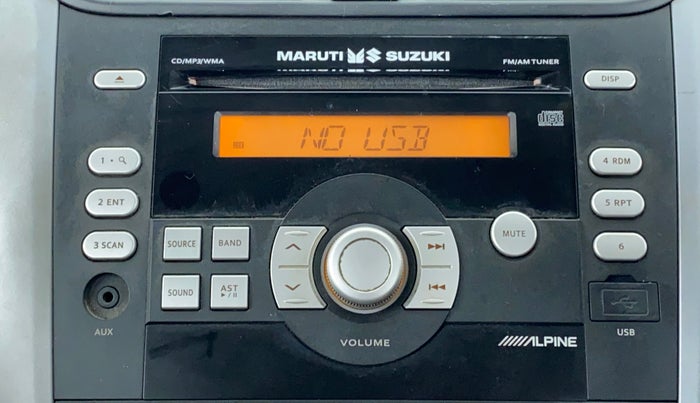 CD/MP3/WMA
MARUTI SUZUKI
FM/AM TUNER
DISP
disc
NO USB
1 •
4 RDM
2 ENT
5 RPT
3 SCAN
SOURCE
BAND
MUTE
6
SOUND
AST
AUX
VOLUME
ALPINE
USB